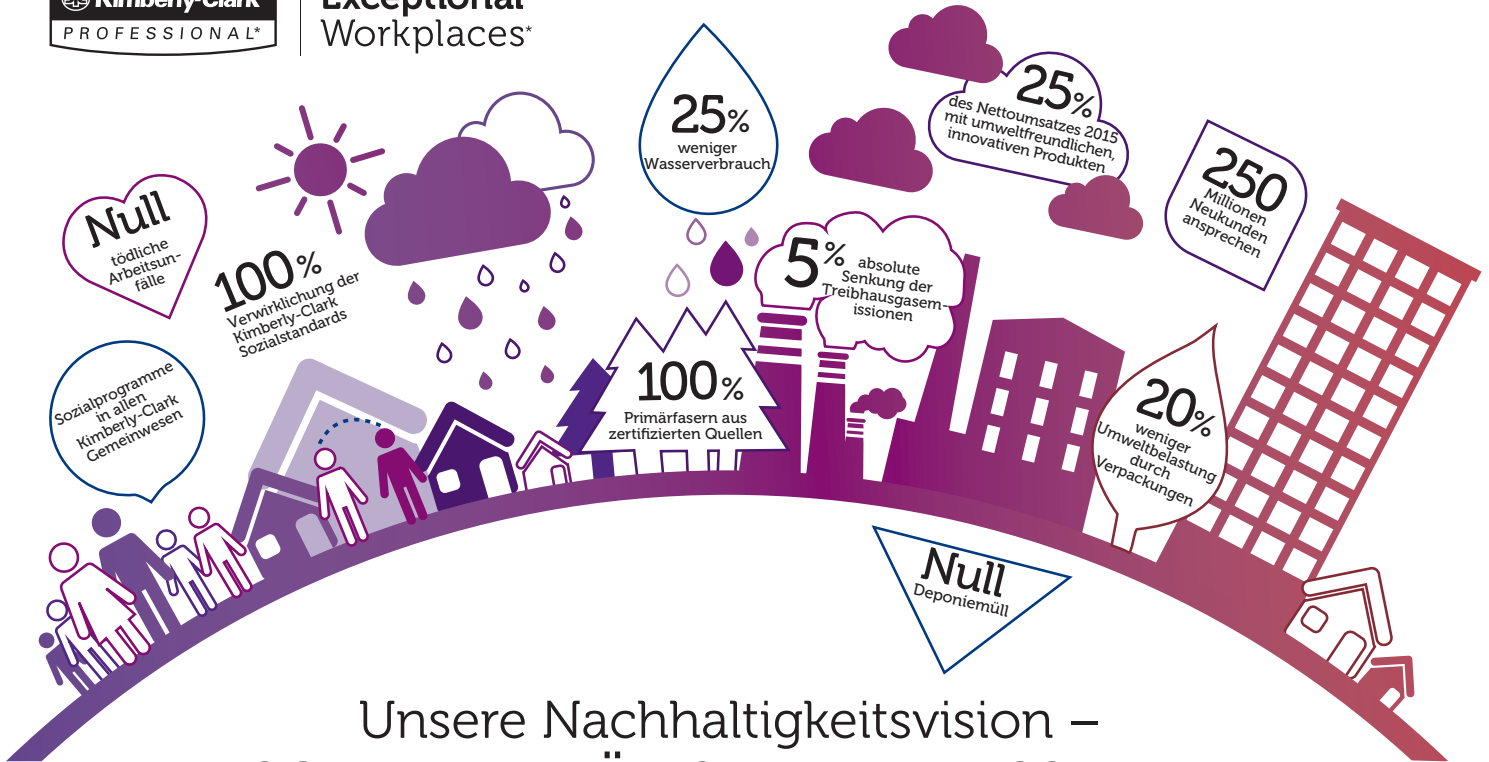 Kimberly-Clark
PROFESSIONAL*
Exceptional
Workplaces*
25%
weniger
Wasserverbrauch
25%
des Nettoumsatzes 2015
mit umweltfreundlichen,
innovativen Produkten
250
Millionen
Neukunden
ansprechen
Null
tödliche
Arbeitsun-
fälle
100%
Verwirklichung der
Kimberly-Clark
Sozialstandards
5%
absolute
Senkung der
Treibhausgasem-
issionen
Sozialprogramme
in allen
Kimberly-Clark
Gemeinwesen
100%
Primärfasern aus
zertifizierten Quellen
20%
weniger
Umweltbelastung
durch
Verpackungen
Null
Deponiemüll
Unsere Nachhaltigkeitsvision –